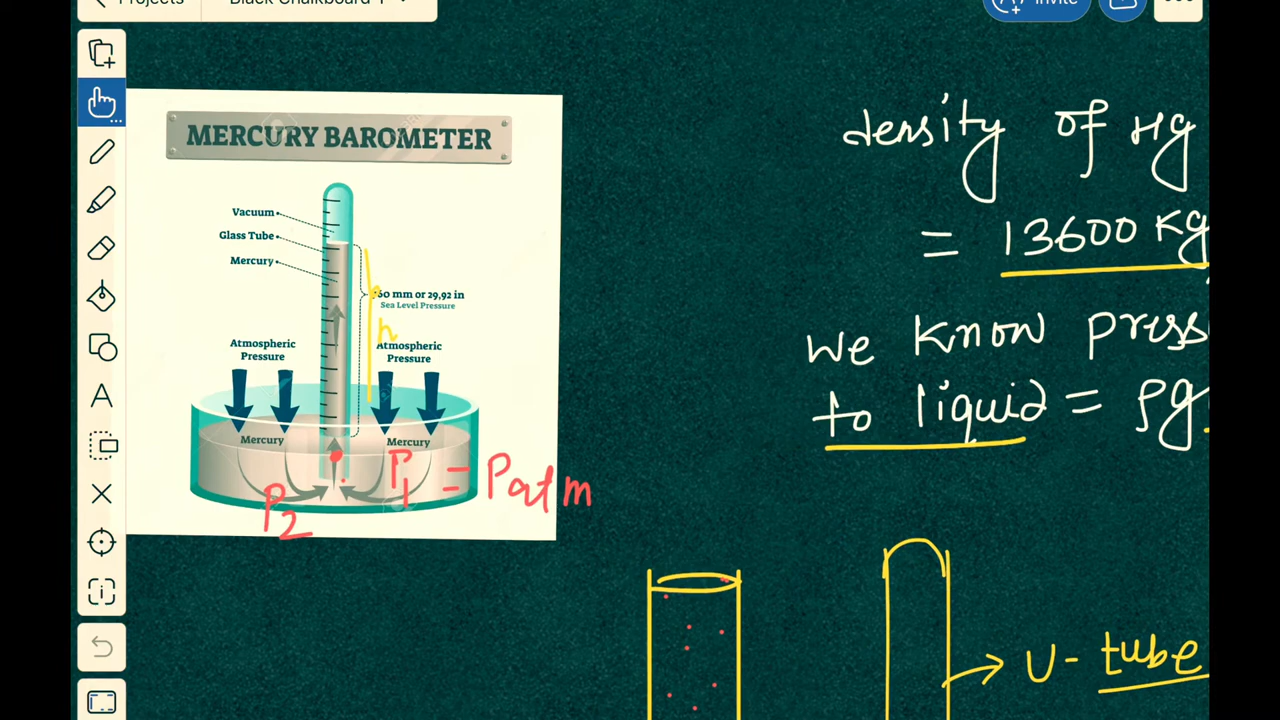 Projects
Black Chalkboard 1
Invite
MERCURY BAROMETER
Vacuum
Glass Tube
Mercury
60 mm or 29,92 in
Sea Level Pressure
h
Atmospheric
Pressure
Atmospheric
Pressure
Mercury
Mercury
P1 = Patm
P2
density of Hg
= 13600 Kg
we know press
to liquid = ρg
U- tube